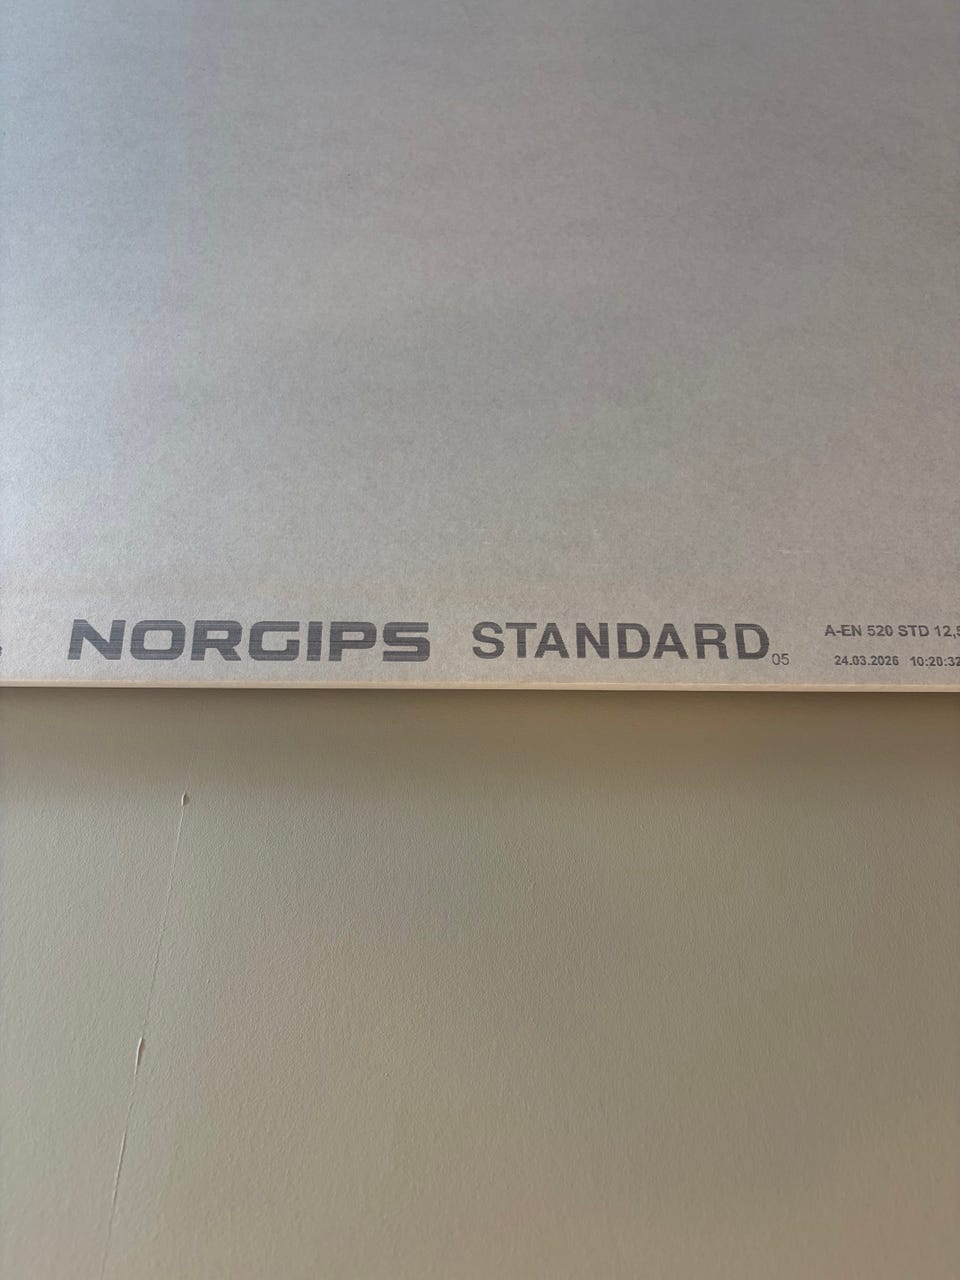 NORGIPS STANDARD 05
A-EN 520 STD 12,5
24.03.2026 10:20:32